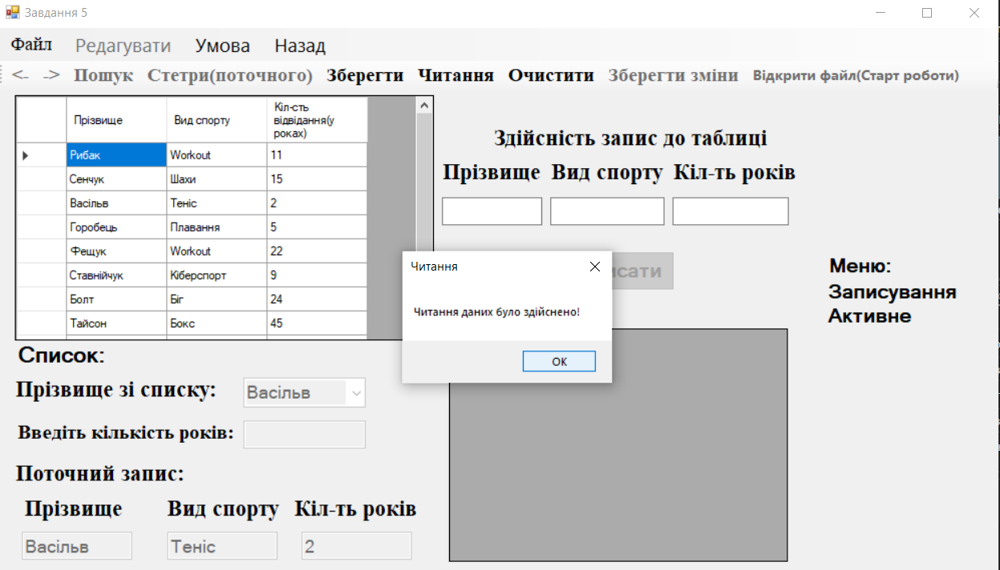 Завдання 5
Файл Редагувати Умова Назад
<- -> Пошук Стетри(поточного) Зберегти Читання Очистити Зберегти зміни Відкрити файл(Старт роботи)
Прізвище Вид спорту Кіл-сть відвідання(у роках)
Рибак Workout 11
Сенчук Шахи 15
Васільв Теніс 2
Горобець Плавання 5
Фещук Workout 22
Ставнійчук Кіберспорт 9
Болт Біг 24
Тайсон Бокс 45
Здійсність запис до таблиці
Прізвище Вид спорту Кіл-ть років
Читання
Читання даних було здійснено!
OK
Меню:
Записування
Активне
Список:
Прізвище зі списку: Васільв
Введіть кількість років:
Поточний запис:
Прізвище Вид спорту Кіл-ть років
Васільв Теніс 2